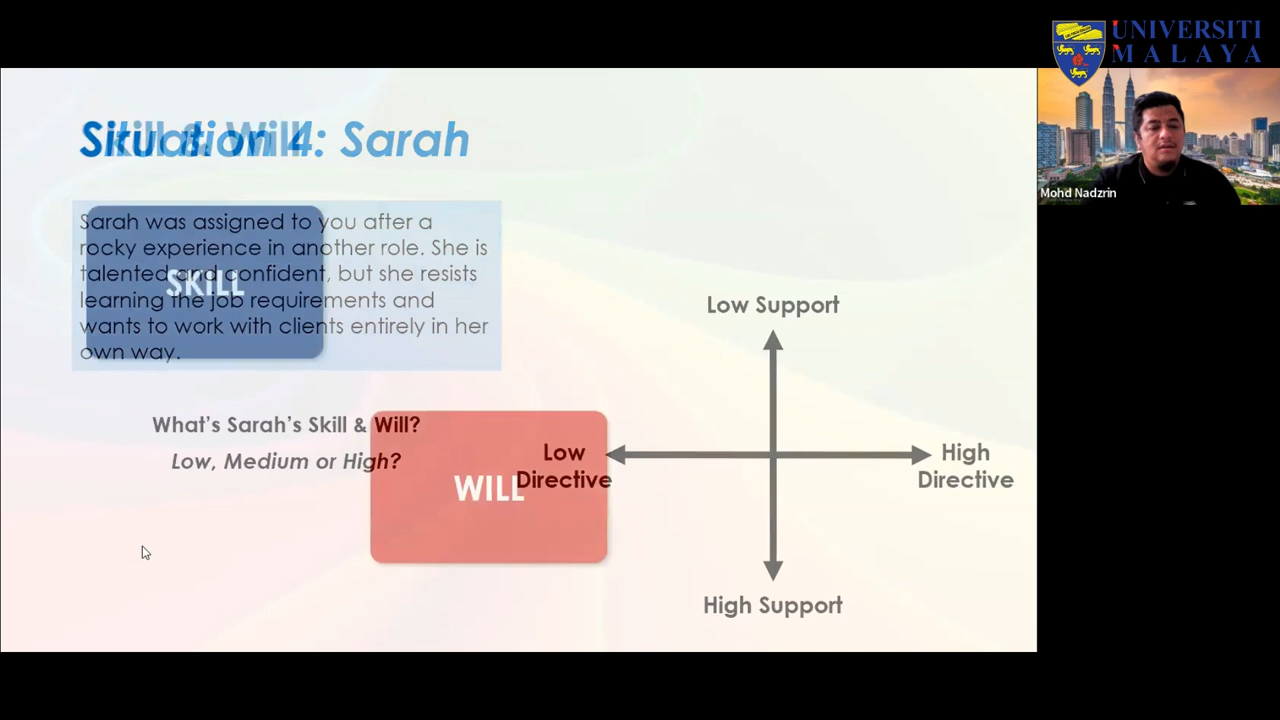 UNIVERSITI
MALAYA
Situation 4: Sarah
Skill & Will
Sarah was assigned to you after a
rocky experience in another role. She is
talented and confident, but she resists
learning the job requirements and
wants to work with clients entirely in her
own way.
SKILL
What's Sarah's Skill & Will?
Low, Medium or High?
WILL
Low Support
Low
Directive
High
Directive
High Support
Mohd Nadzrin